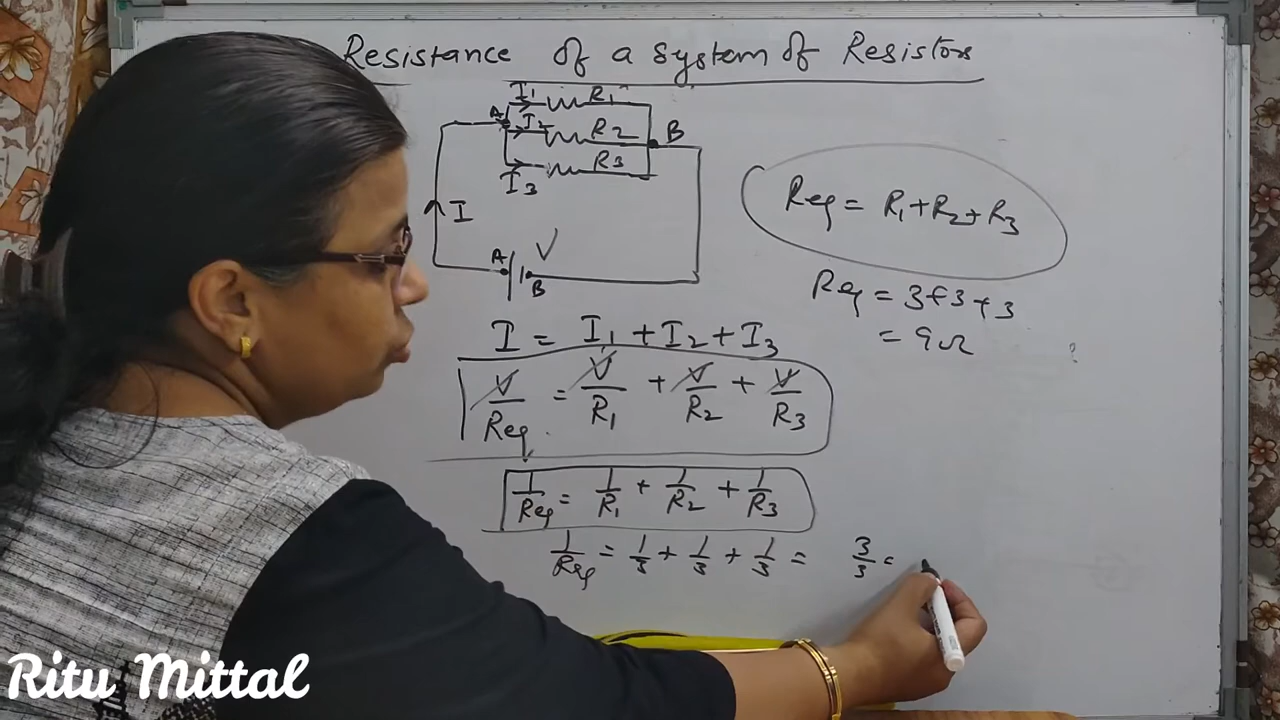 Resistance of a System of Resistors
I1 R1
A I2 R2 B
I3 R3
I
V
A
B
Req = R1+R2+R3
Req = 3+3+3
= 9Ω
I = I1 + I2 + I3
V/Req = V/R1 + V/R2 + V/R3
1/Req = 1/R1 + 1/R2 + 1/R3
1/Req = 1/3 + 1/3 + 1/3 = 3/3 =
Ritu Mittal